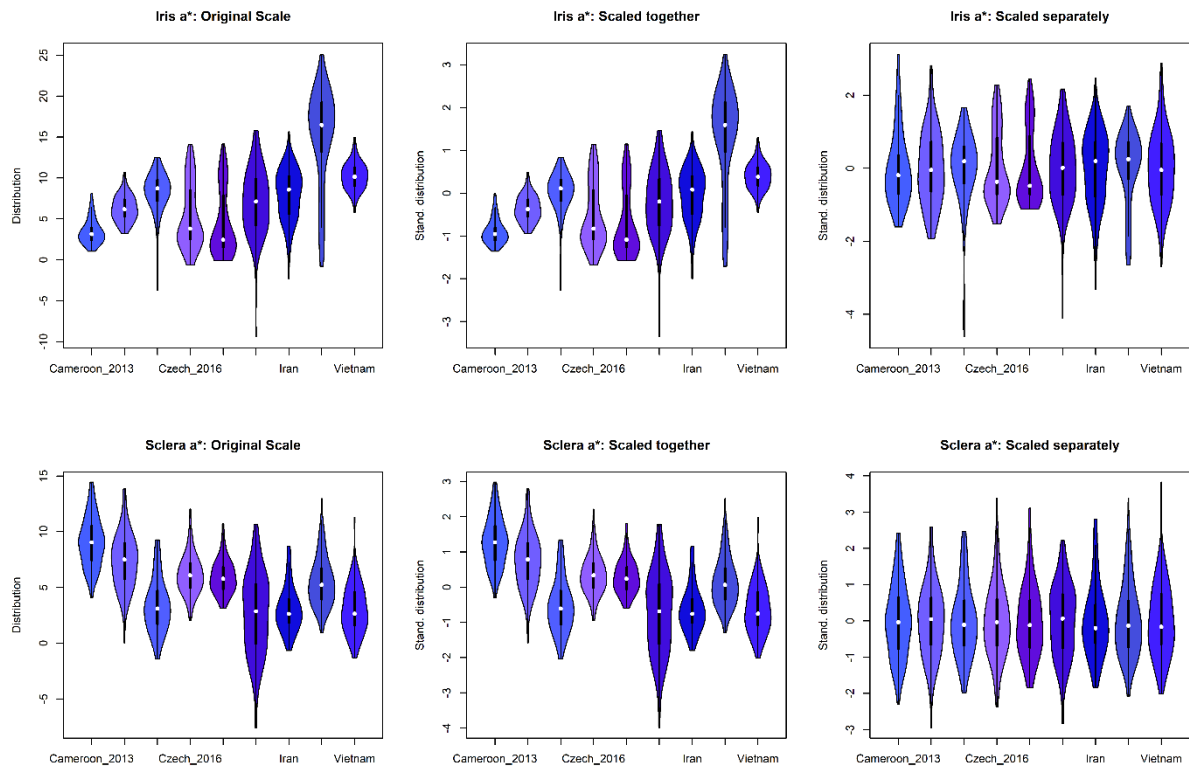 Iris a*: Original Scale
Distribution
25
20
15
10
5
0
-5
-10
Cameroon_2013 Czech_2016 Iran Vietnam
Iris a*: Scaled together
Stand. distribution
3
2
1
0
-1
-2
-3
Cameroon_2013 Czech_2016 Iran Vietnam
Iris a*: Scaled separately
Stand. distribution
2
0
-2
-4
Cameroon_2013 Czech_2016 Iran Vietnam
Sclera a*: Original Scale
Distribution
15
10
5
0
-5
Cameroon_2013 Czech_2016 Iran Vietnam
Sclera a*: Scaled together
Stand. distribution
3
2
1
0
-1
-2
-3
-4
Cameroon_2013 Czech_2016 Iran Vietnam
Sclera a*: Scaled separately
Stand. distribution
4
3
2
1
0
-1
-2
-3
Cameroon_2013 Czech_2016 Iran Vietnam